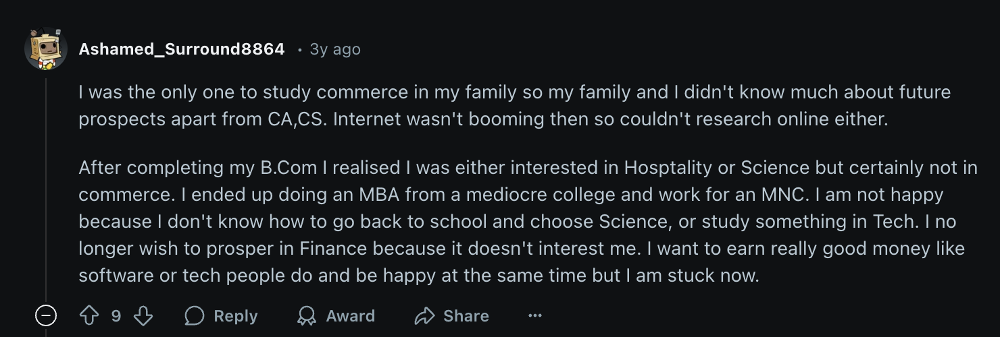 Ashamed_Surround8864 • 3y ago
I was the only one to study commerce in my family so my family and I didn't know much about future
prospects apart from CA,CS. Internet wasn't booming then so couldn't research online either.
After completing my B.Com I realised I was either interested in Hosptality or Science but certainly not in
commerce. I ended up doing an MBA from a mediocre college and work for an MNC. I am not happy
because I don't know how to go back to school and choose Science, or study something in Tech. I no
longer wish to prosper in Finance because it doesn't interest me. I want to earn really good money like
software or tech people do and be happy at the same time but I am stuck now.
9 Reply Award Share ...